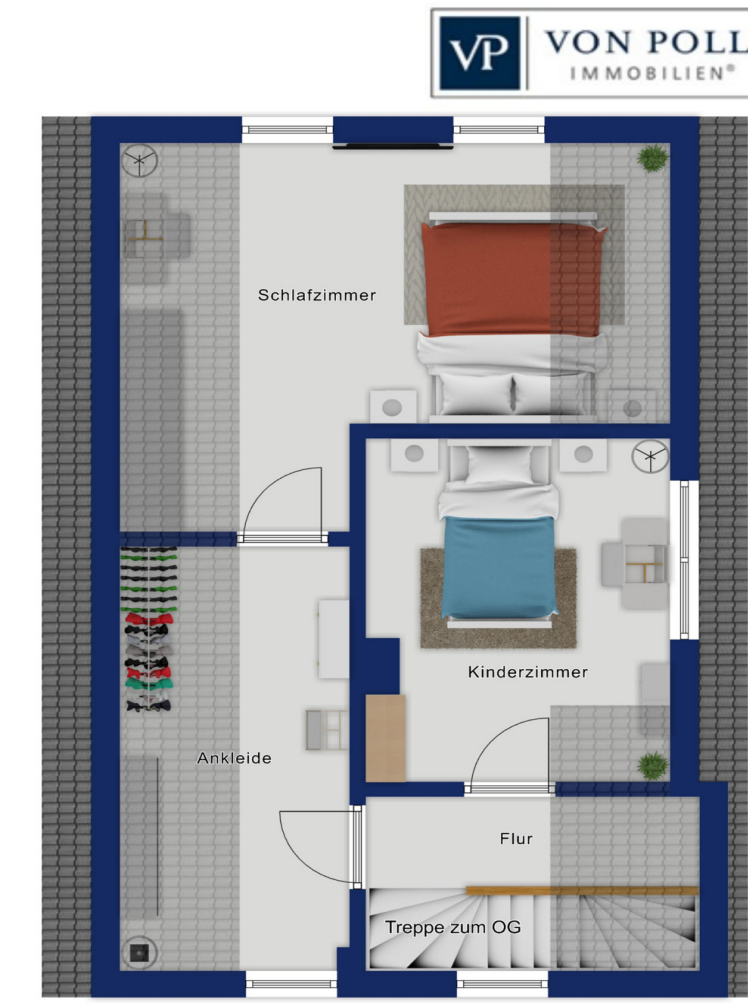 VP
VON POLL
IMMOBILIEN®
Schlafzimmer
Kinderzimmer
Ankleide
Flur
Treppe zum OG